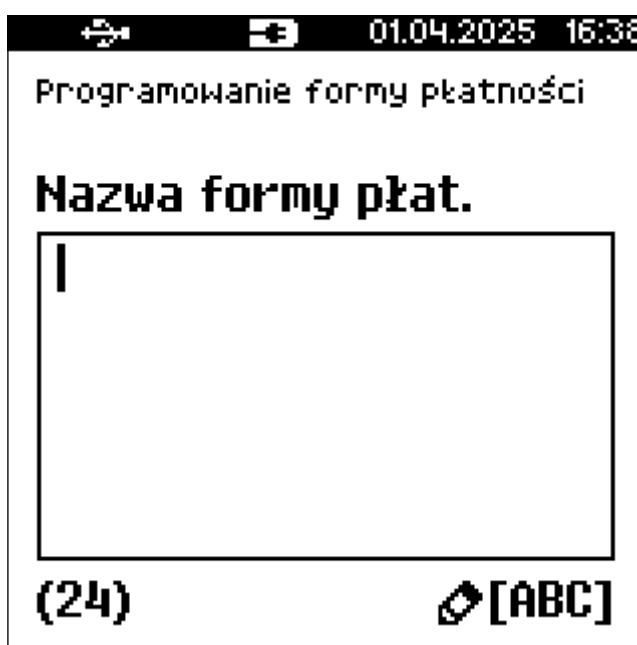 01.04.2025 16:38
Programowanie formy płatności
Nazwa formy płat.
(24) [ABC]